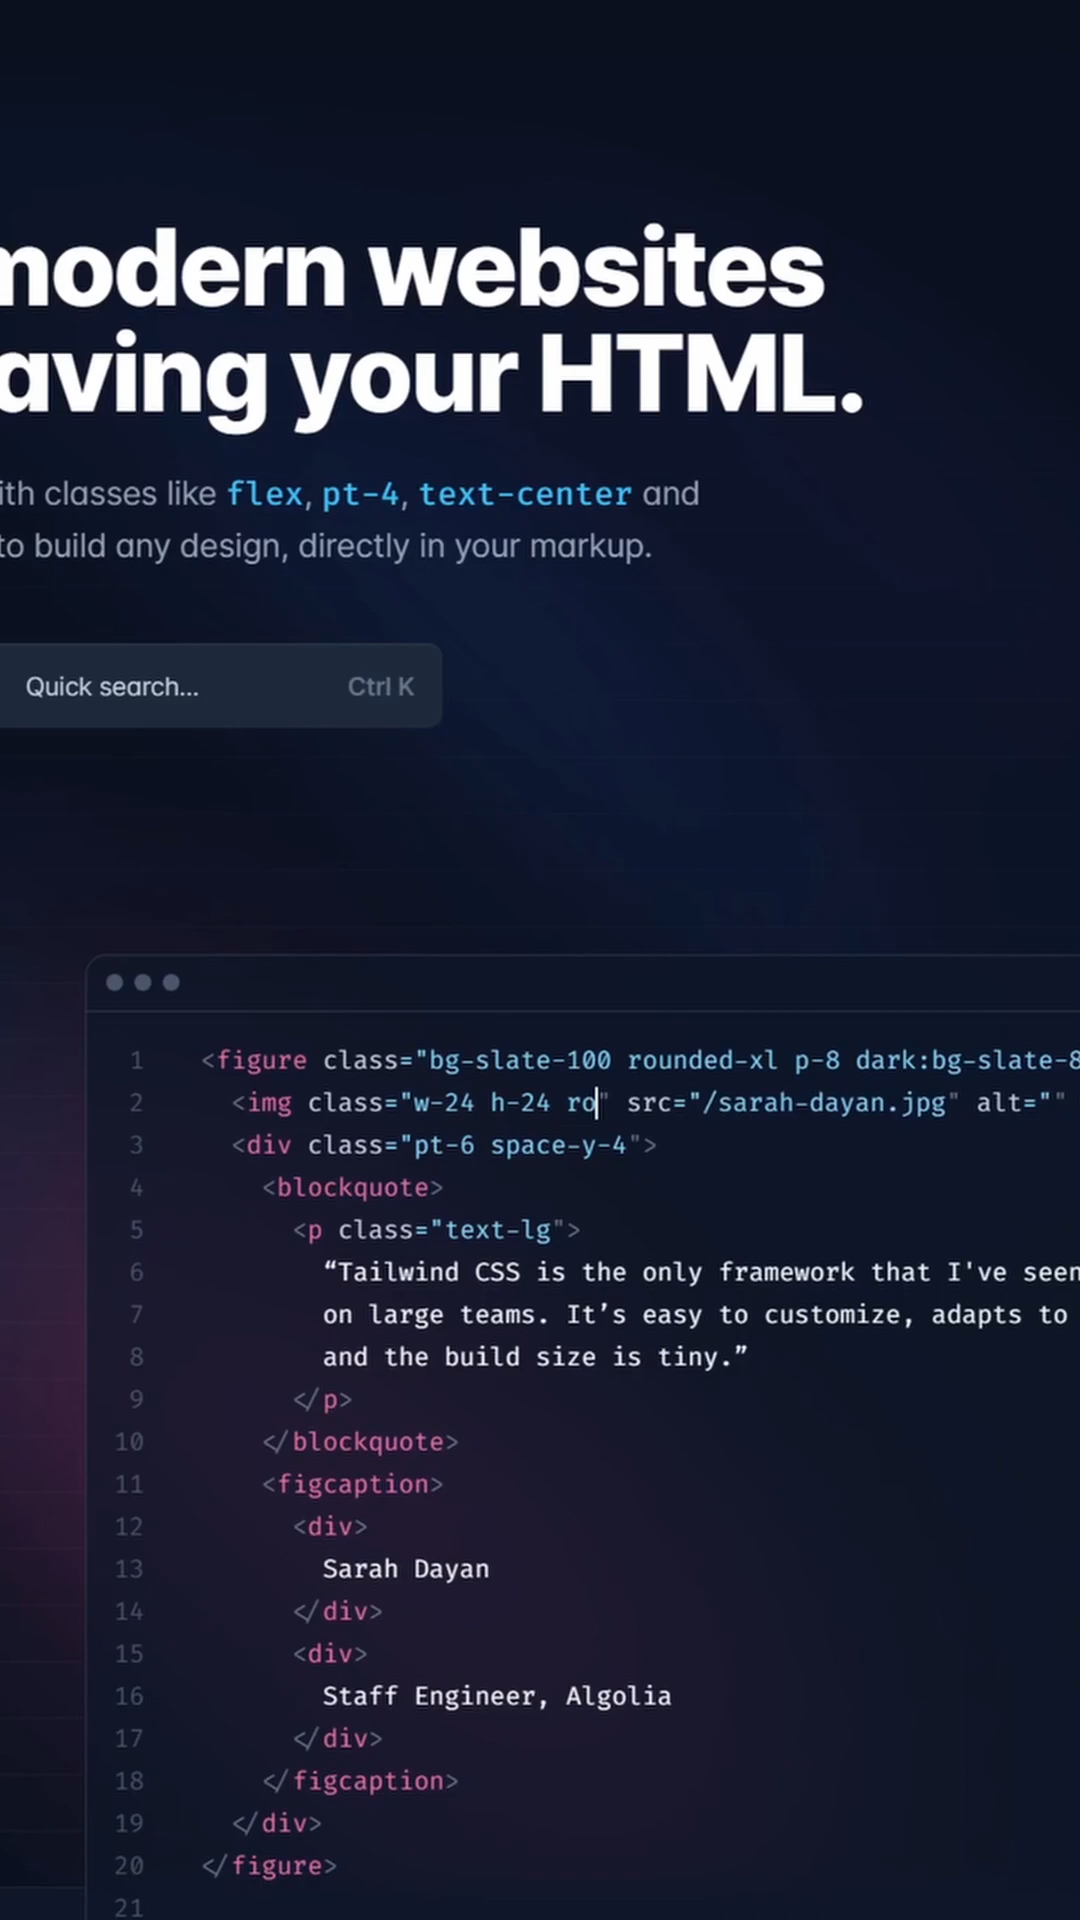 modern websites
aving your HTML.
ith classes like flex, pt-4, text-center and
to build any design, directly in your markup.
Quick search... Ctrl K
1 <figure class="bg-slate-100 rounded-xl p-8 dark:bg-slate-8
2 <img class="w-24 h-24 ro" src="/sarah-dayan.jpg" alt=""
3 <div class="pt-6 space-y-4">
4 <blockquote>
5 <p class="text-lg">
6 “Tailwind CSS is the only framework that I've seen
7 on large teams. It’s easy to customize, adapts to
8 and the build size is tiny.”
9 </p>
10 </blockquote>
11 <figcaption>
12 <div>
13 Sarah Dayan
14 </div>
15 <div>
16 Staff Engineer, Algolia
17 </div>
18 </figcaption>
19 </div>
20 </figure>
21